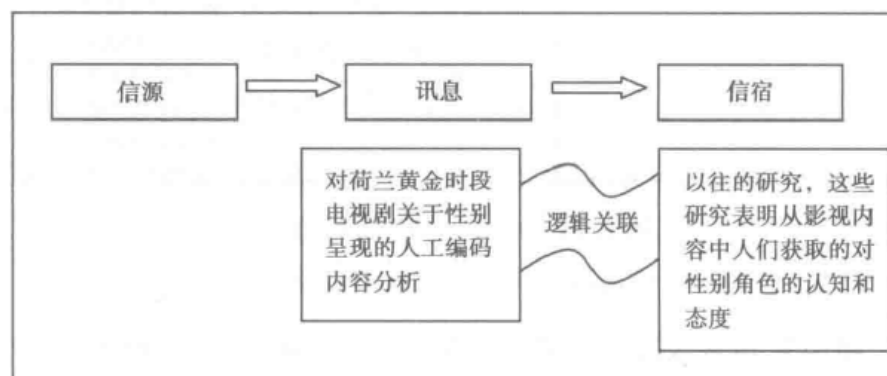 信源
讯息
信宿
对荷兰黄金时段
电视剧关于性别
呈现的人工编码
内容分析
逻辑关联
以往的研究，这些
研究表明从影视内
容中人们获取的对
性别角色的认知和
态度